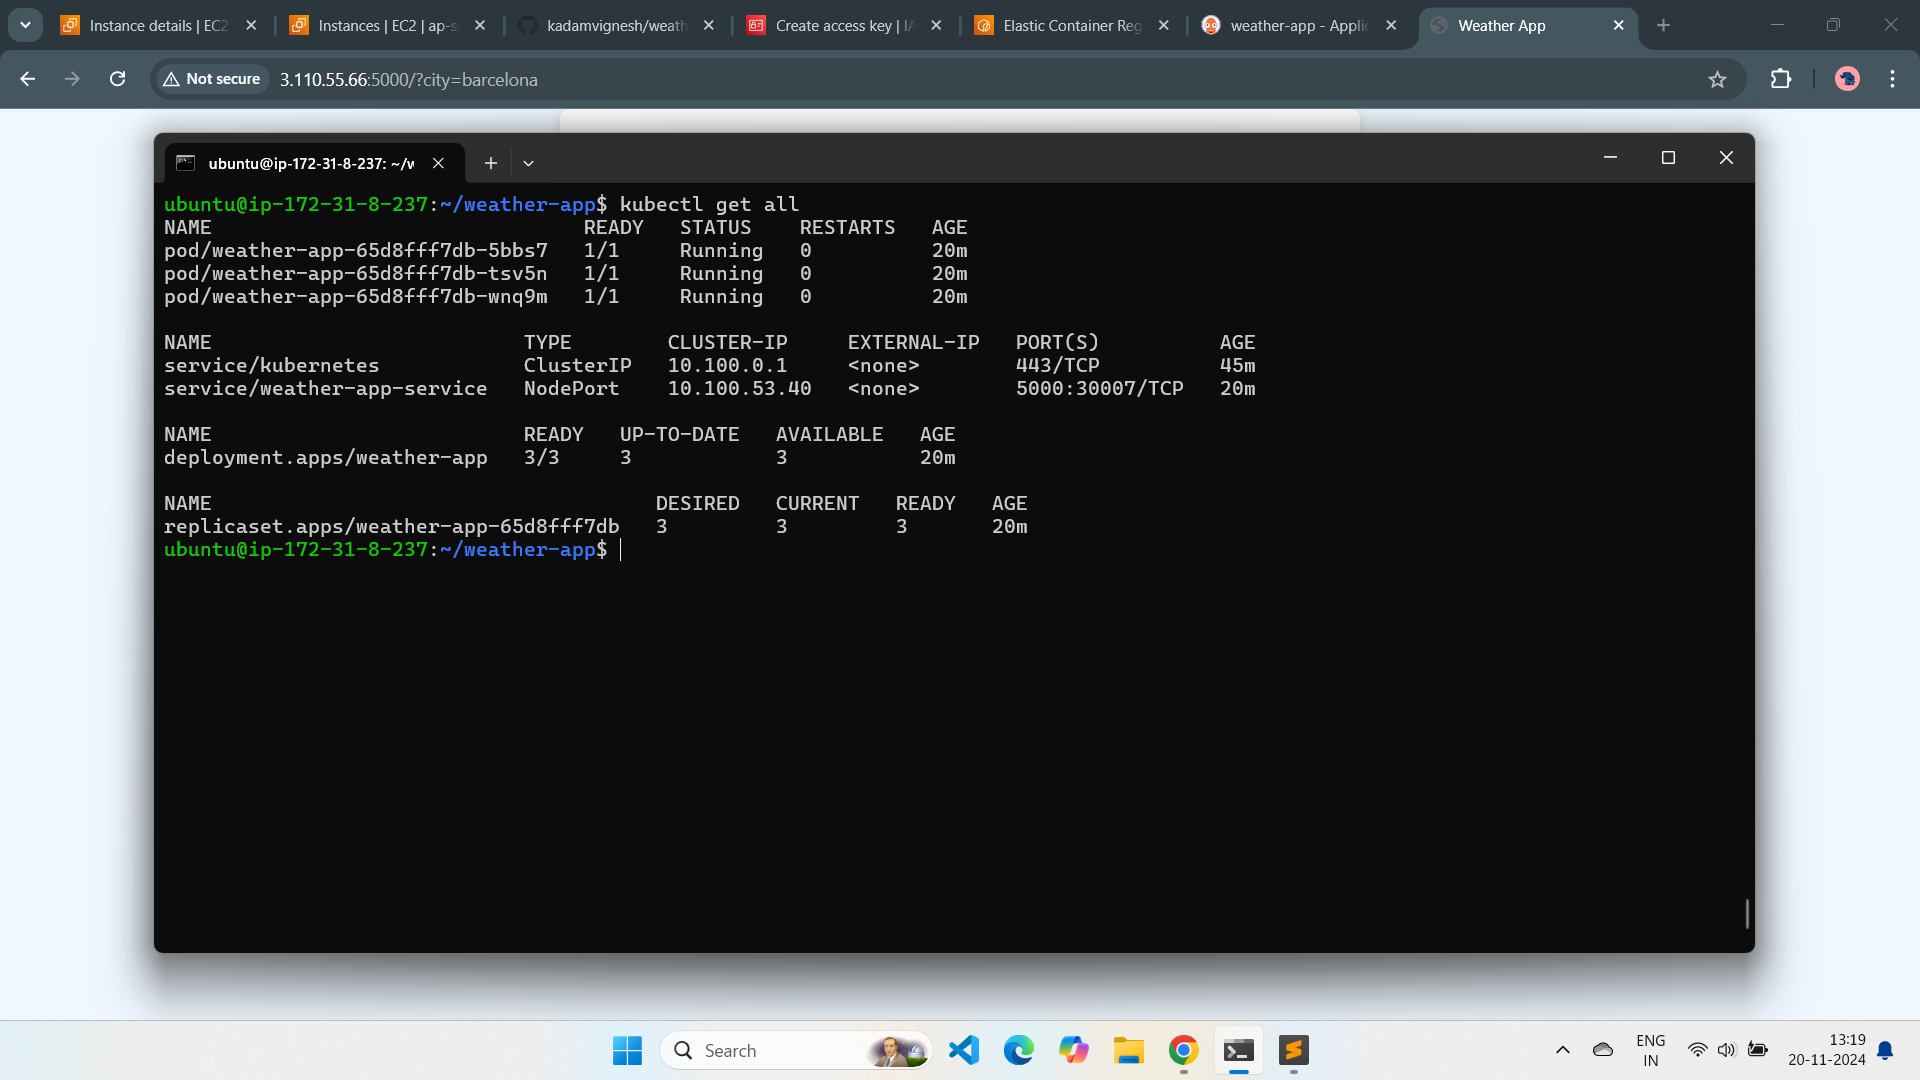 Instance details | EC2
Instances | EC2 | ap-s
kadamvignesh/weath
Create access key | IA
Elastic Container Reg
weather-app - Applic
Weather App
Not secure
3.110.55.66:5000/?city=barcelona
ubuntu@ip-172-31-8-237: ~/w
ubuntu@ip-172-31-8-237:~/weather-app$ kubectl get all
NAME READY STATUS RESTARTS AGE
pod/weather-app-65d8fff7db-5bbs7 1/1 Running 0 20m
pod/weather-app-65d8fff7db-tsv5n 1/1 Running 0 20m
pod/weather-app-65d8fff7db-wnq9m 1/1 Running 0 20m
NAME TYPE CLUSTER-IP EXTERNAL-IP PORT(S) AGE
service/kubernetes ClusterIP 10.100.0.1 <none> 443/TCP 45m
service/weather-app-service NodePort 10.100.53.40 <none> 5000:30007/TCP 20m
NAME READY UP-TO-DATE AVAILABLE AGE
deployment.apps/weather-app 3/3 3 3 20m
NAME DESIRED CURRENT READY AGE
replicaset.apps/weather-app-65d8fff7db 3 3 3 20m
ubuntu@ip-172-31-8-237:~/weather-app$
Search
ENG
IN
13:19
20-11-2024